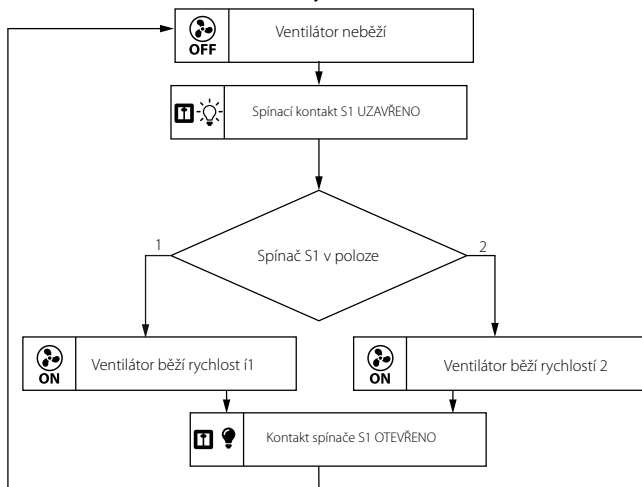 OFF
Ventilátor neběží
Spínací kontakt S1 UZAVŘENO
1
Spínač S1 v poloze
2
ON
Ventilátor běží rychlost í1
ON
Ventilátor běží rychlostí 2
Kontakt spínače S1 OTEVŘENO